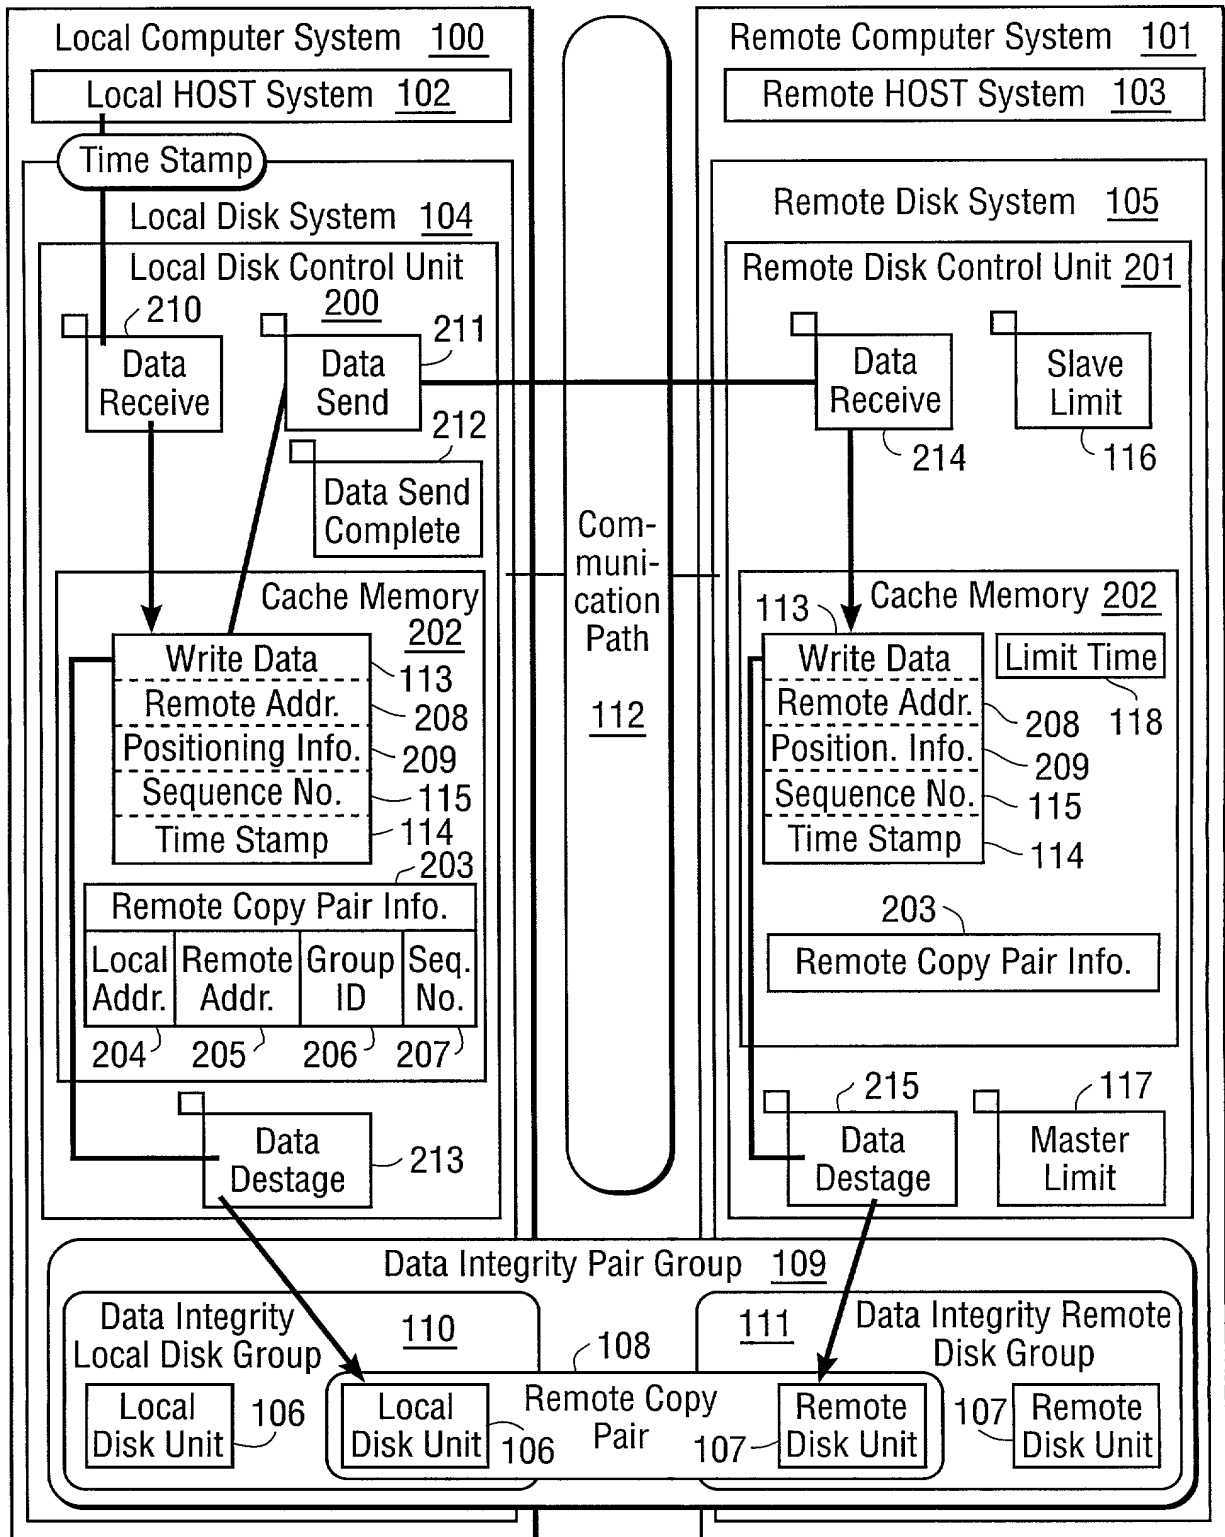 Local Computer System 100
Local HOST System 102
Time Stamp
Local Disk System 104
Local Disk Control Unit
200
210
Data
Receive
211
Data
Send
212
Data Send
Complete
Cache Memory
202
Write Data
113
Remote Addr.
208
Positioning Info.
209
Sequence No.
115
Time Stamp
114
203
Remote Copy Pair Info.
Local
Addr.
Remote
Addr.
Group
ID
Seq.
No.
204
205
206
207
Data
Destage
213
Com-
muni-
cation
Path
112
Remote Computer System 101
Remote HOST System 103
Remote Disk System 105
Remote Disk Control Unit 201
Data
Receive
214
Slave
Limit
116
Cache Memory 202
113
Write Data
Limit Time
118
Remote Addr.
208
Position. Info.
209
Sequence No.
115
Time Stamp
114
203
Remote Copy Pair Info.
215
Data
Destage
117
Master
Limit
Data Integrity Pair Group 109
Data Integrity
Local Disk Group
110
111
Data Integrity Remote
Disk Group
108
Remote Copy
Pair
Local
Disk Unit
106
Local
Disk Unit
106
107
Remote
Disk Unit
107
Remote
Disk Unit